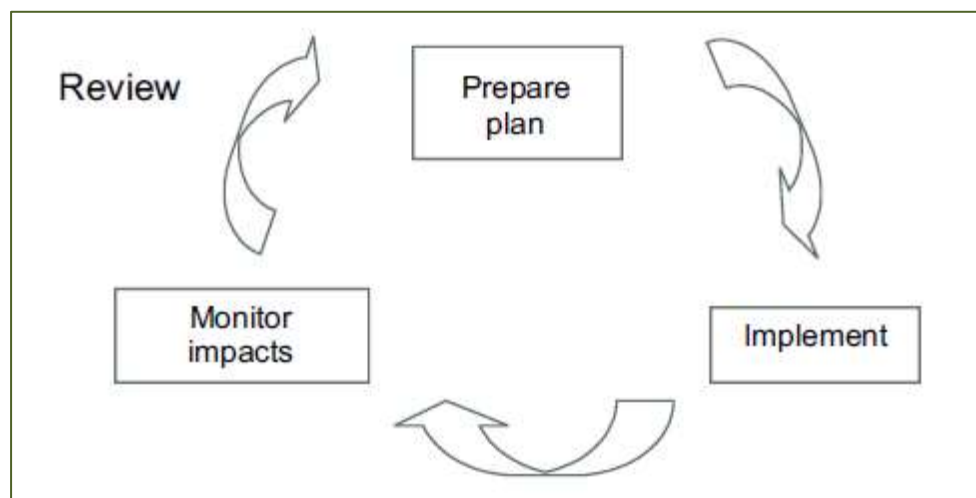 Review
Prepare
plan
Monitor
impacts
Implement